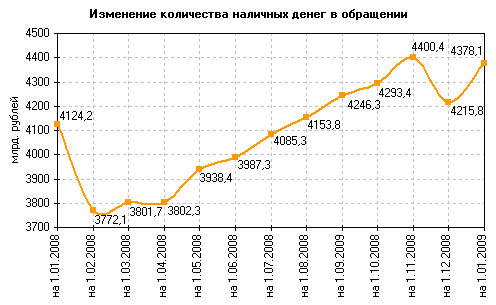 Изменение количества наличных денег в обращении
млрд. рублей
4500
4400
4300
4200
4100
4000
3900
3800
3700
4124,2
3772,1
3801,7
3802,3
3938,4
3987,3
4085,3
4153,8
4246,3
4293,4
4400,4
4215,8
4378,1
на 1.01.2008
на 1.02.2008
на 1.03.2008
на 1.04.2008
на 1.05.2008
на 1.06.2008
на 1.07.2008
на 1.08.2008
на 1.09.2009
на 1.10.2008
на 1.11.2008
на 1.12.2008
на 1.01.2009